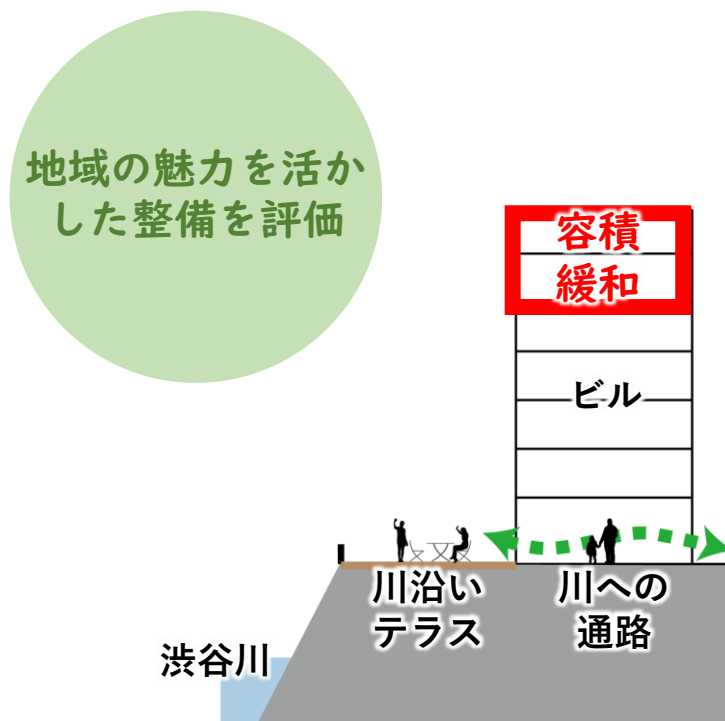 地域の魅力を活か
した整備を評価
容積
緩和
ビル
川沿い
テラス
川への
通路
渋谷川